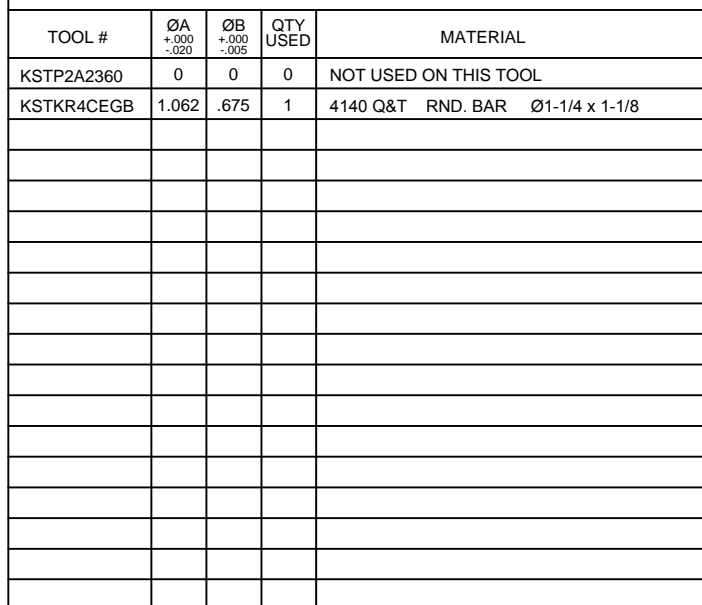 TOOL # ØA +.000 -.020 ØB +.000 -.005 QTY USED MATERIAL
KSTP2A2360 0 0 0 NOT USED ON THIS TOOL
KSTKR4CEGB 1.062 .675 1 4140 Q&T RND. BAR Ø1-1/4 x 1-1/8